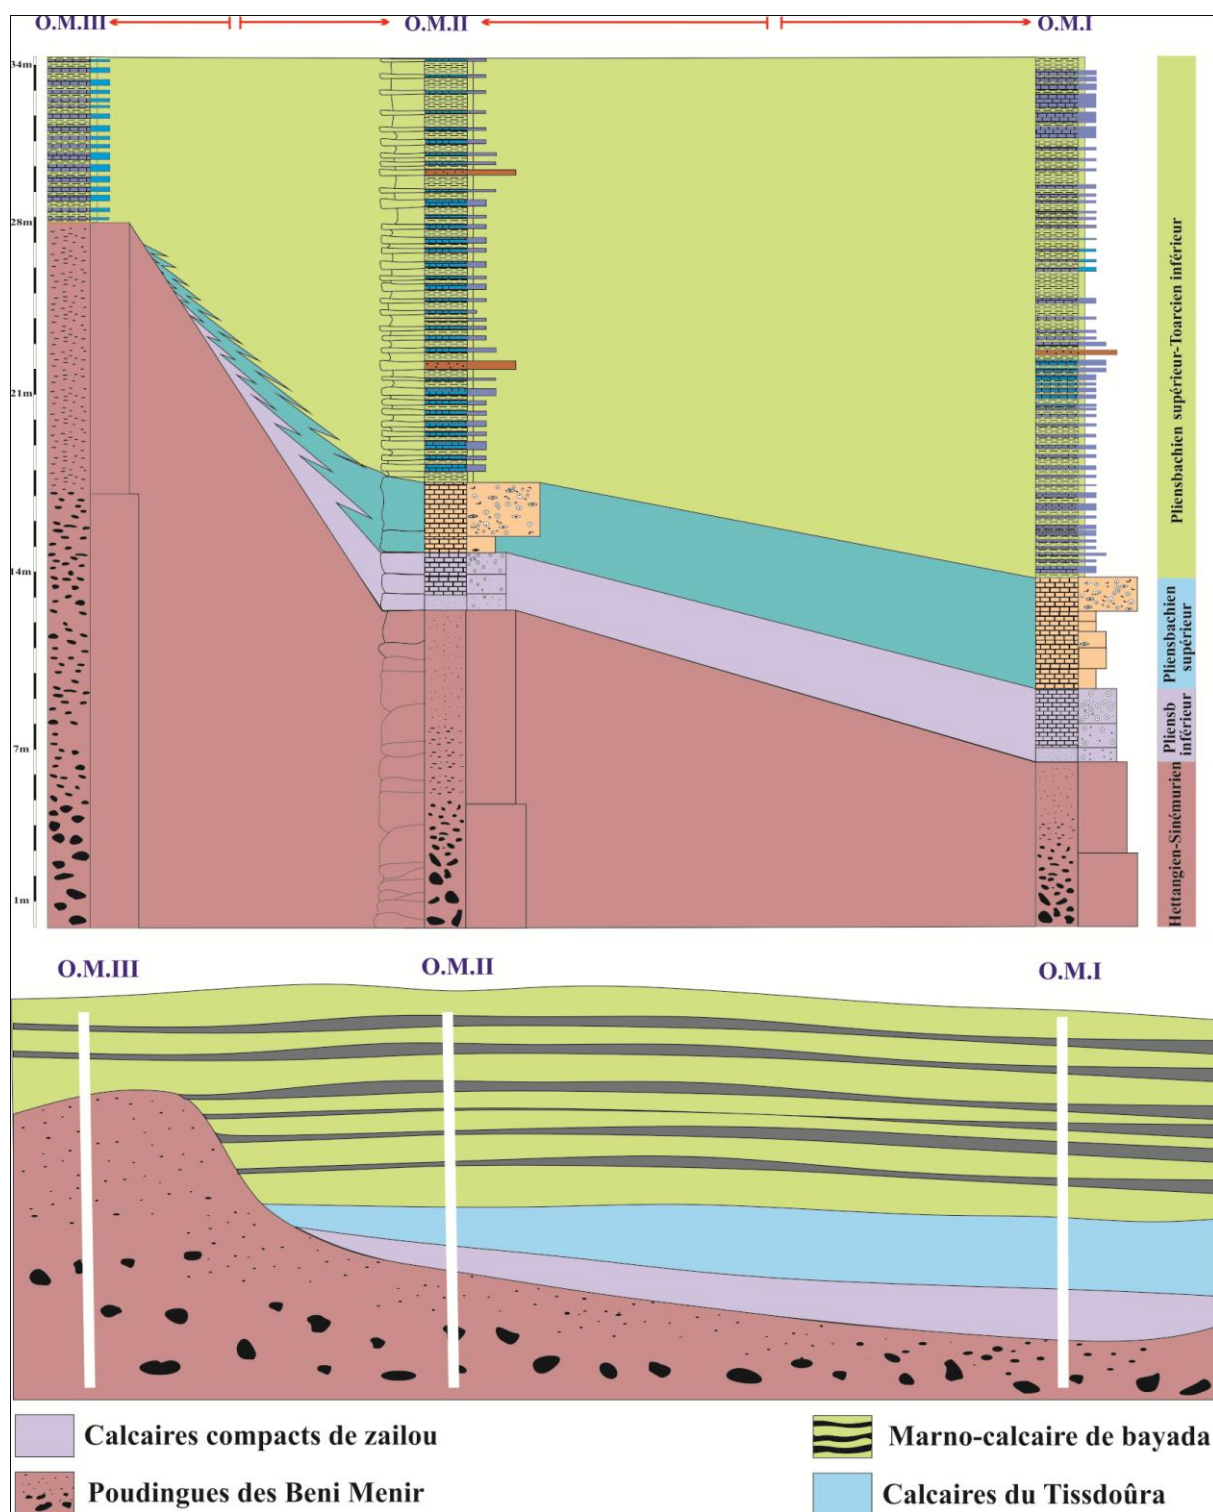 O.M.III O.M.II O.M.I
34m
28m
21m
14m
7m
1m
Pliensbachien supérieur-Toarcien inférieur
Pliensbachien
supérieur
Pliensb
inférieur
Hettangien-Sinémurien
O.M.III O.M.II O.M.I
Calcaires compacts de zailou
Marno-calcaire de bayada
Poudingues des Beni Menir
Calcaires du Tissdoûra